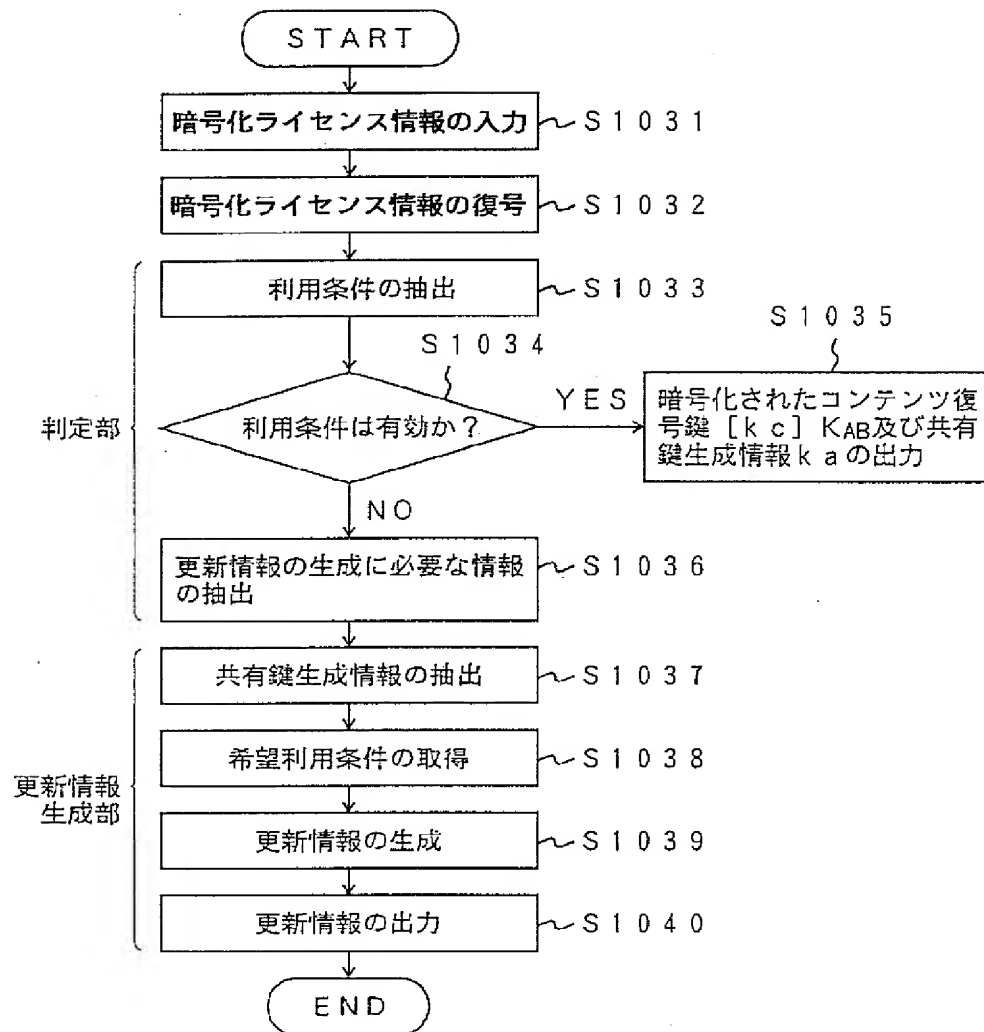 START
暗号化ライセンス情報の入力
S1031
暗号化ライセンス情報の復号
S1032
利用条件の抽出
S1033
S1034
利用条件は有効か?
YES
S1035
暗号化されたコンテンツ復
号鍵[kc]KAB及び共有
鍵生成情報kaの出力
判定部
NO
更新情報の生成に必要な情報
の抽出
S1036
共有鍵生成情報の抽出
S1037
希望利用条件の取得
S1038
更新情報
生成部
更新情報の生成
S1039
更新情報の出力
S1040
END